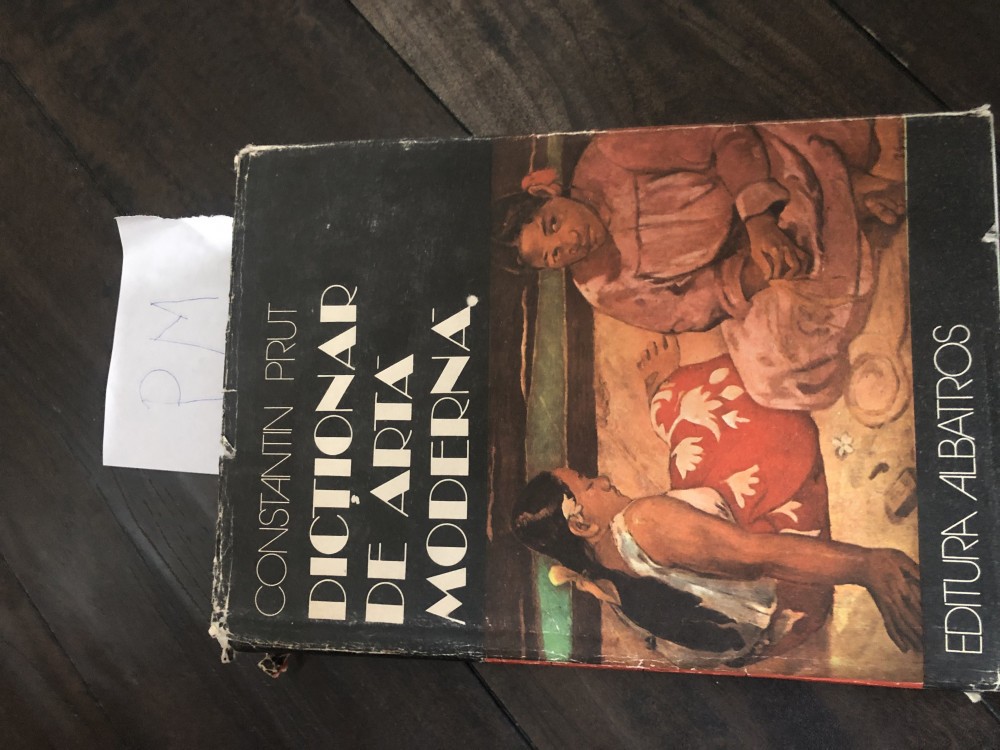 PM
CONSTANTIN PRUT
DICȚIONAR
DE ARTĂ
MODERNĂ.
EDITURA ALBATROS